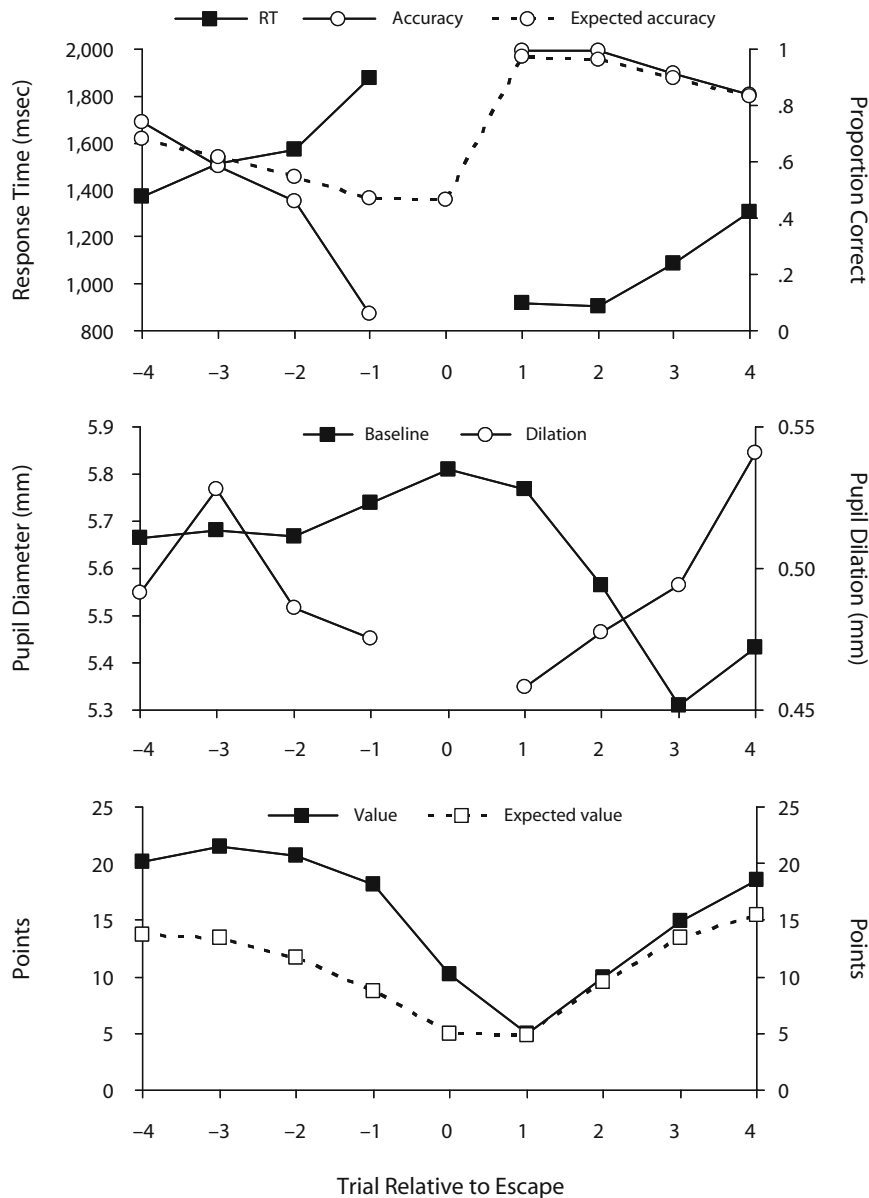 RT Accuracy Expected accuracy
2,000
1,800
1,600
1,400
1,200
1,000
800
Response Time (msec)
1
.8
.6
.4
.2
0
Proportion Correct
–4 –3 –2 –1 0 1 2 3 4
Baseline Dilation
5.9
5.8
5.7
5.6
5.5
5.4
5.3
Pupil Diameter (mm)
0.55
0.50
0.45
Pupil Dilation (mm)
–4 –3 –2 –1 0 1 2 3 4
Value Expected value
25
20
15
10
5
0
Points
25
20
15
10
5
0
Points
–4 –3 –2 –1 0 1 2 3 4
Trial Relative to Escape